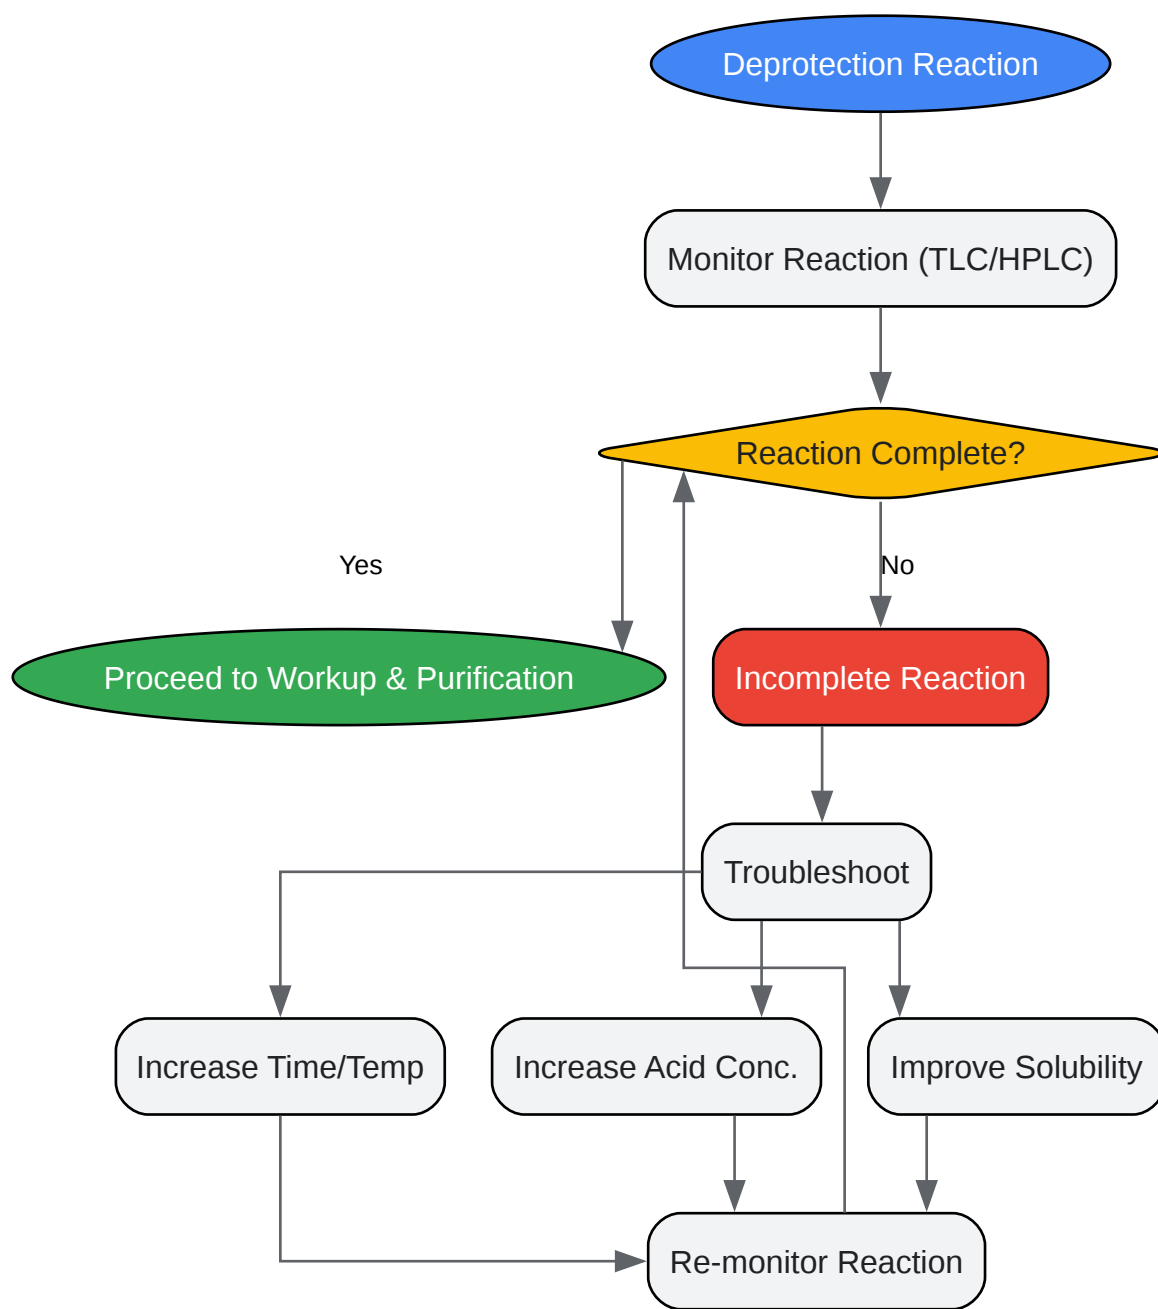 Deprotection Reaction
Monitor Reaction (TLC/HPLC)
Reaction Complete?
Yes
No
Proceed to Workup & Purification
Incomplete Reaction
Troubleshoot
Increase Time/Temp
Increase Acid Conc.
Improve Solubility
Re-monitor Reaction